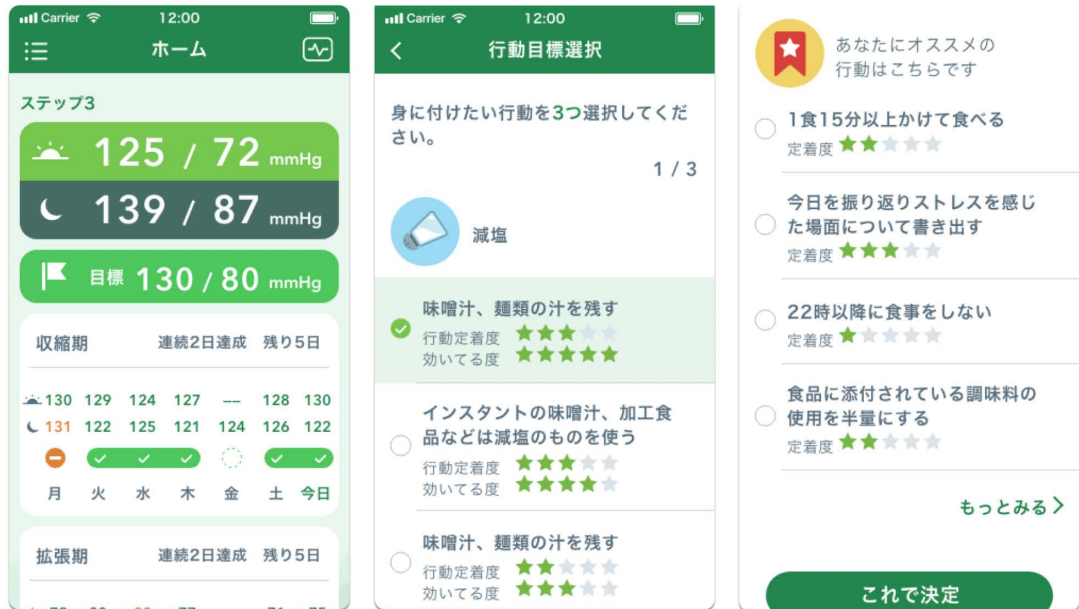 Carrier 12:00
ホーム
ステップ3
125 / 72 mmHg
139 / 87 mmHg
目標 130 / 80 mmHg
収縮期 連続2日達成 残り5日
130 129 124 127 -- 128 130
131 122 125 121 124 126 122
月 火 水 木 金 土 今日
拡張期 連続2日達成 残り5日
Carrier 12:00
行動目標選択
身に付けたい行動を3つ選択してくだ
さい。
1 / 3
減塩
味噌汁、麺類の汁を残す
行動定着度 ★★★★★
効いてる度 ★★★★★
インスタントの味噌汁、加工食
品などは減塩のものを使う
行動定着度 ★★★★★
効いてる度 ★★★★★
味噌汁、麺類の汁を残す
行動定着度 ★★★★★
効いてる度 ★★★★★
あなたにオススメの
行動はこちらです
1食15分以上かけて食べる
定着度 ★★★★★
今日を振り返りストレスを感じ
た場面について書き出す
定着度 ★★★★★
22時以降に食事をしない
定着度 ★★★★★
食品に添付されている調味料の
使用を半量にする
定着度 ★★★★★
もっとみる
これで決定